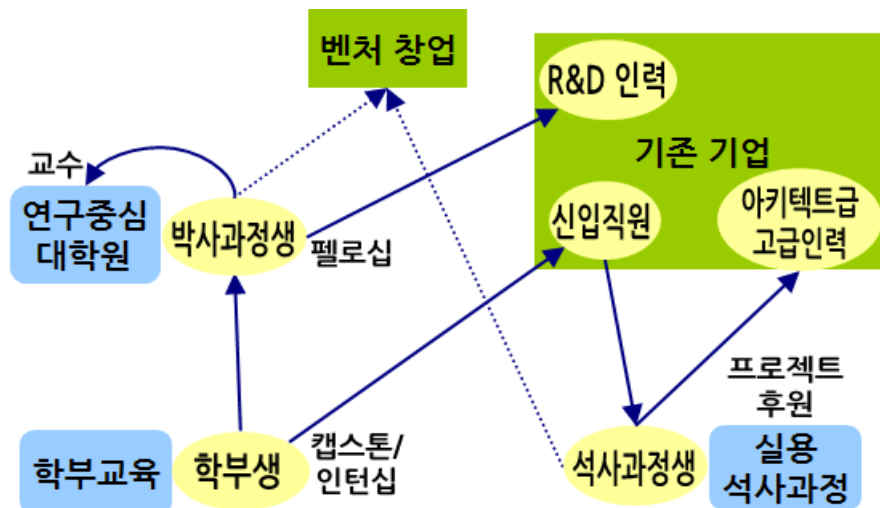 벤처 창업
R&D 인력
기존 기업
교수
연구중심
대학원
박사과정생
펠로십
신입직원
아키텍트급
고급인력
프로젝트
후원
학부교육
학부생
캡스톤/
인턴십
석사과정생
실용
석사과정